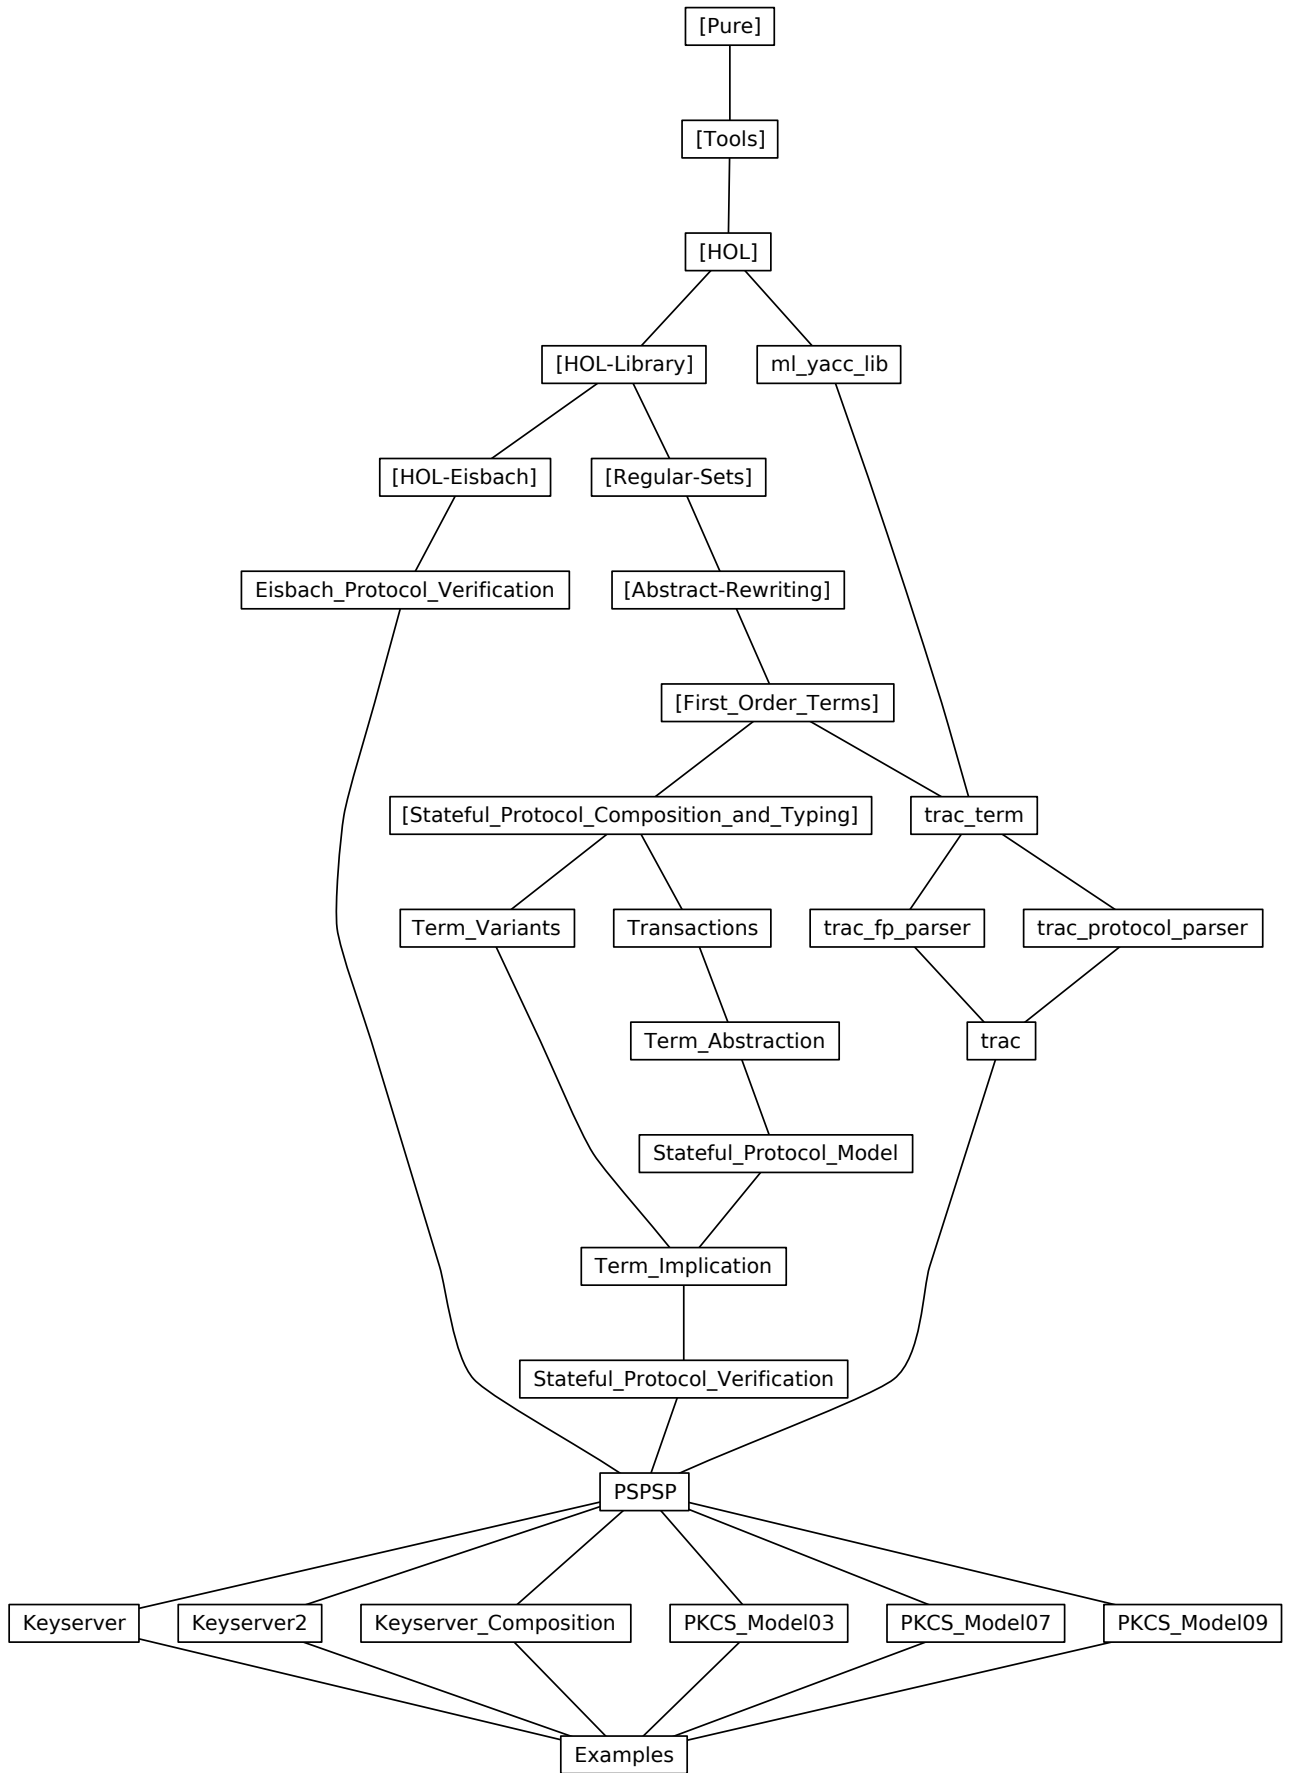 [Pure]
[Tools]
[HOL]
[HOL-Library]
ml_yacc_lib
[HOL-Eisbach]
[Regular-Sets]
Eisbach_Protocol_Verification
[Abstract-Rewriting]
[First_Order_Terms]
[Stateful_Protocol_Composition_and_Typing]
trac_term
Term_Variants
Transactions
trac_fp_parser
trac_protocol_parser
Term_Abstraction
trac
Stateful_Protocol_Model
Term_Implication
Stateful_Protocol_Verification
PSPSP
Keyserver
Keyserver2
Keyserver_Composition
PKCS_Model03
PKCS_Model07
PKCS_Model09
Examples